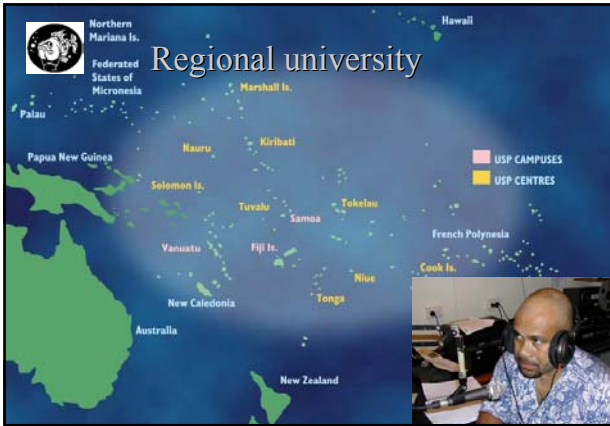 Northern
Mariana Is.
Hawaii
Regional university
Federated
States of
Micronesia
Marshall Is.
Palau
Nauru
Kiribati
Papua New Guinea
USP CAMPUSES
Solomon Is.
USP CENTRES
Tuvalu
Tokelau
Samoa
French Polynesia
Vanuatu
Fiji Is.
Niue
Cook Is.
New Caledonia
Tonga
Australia
New Zealand